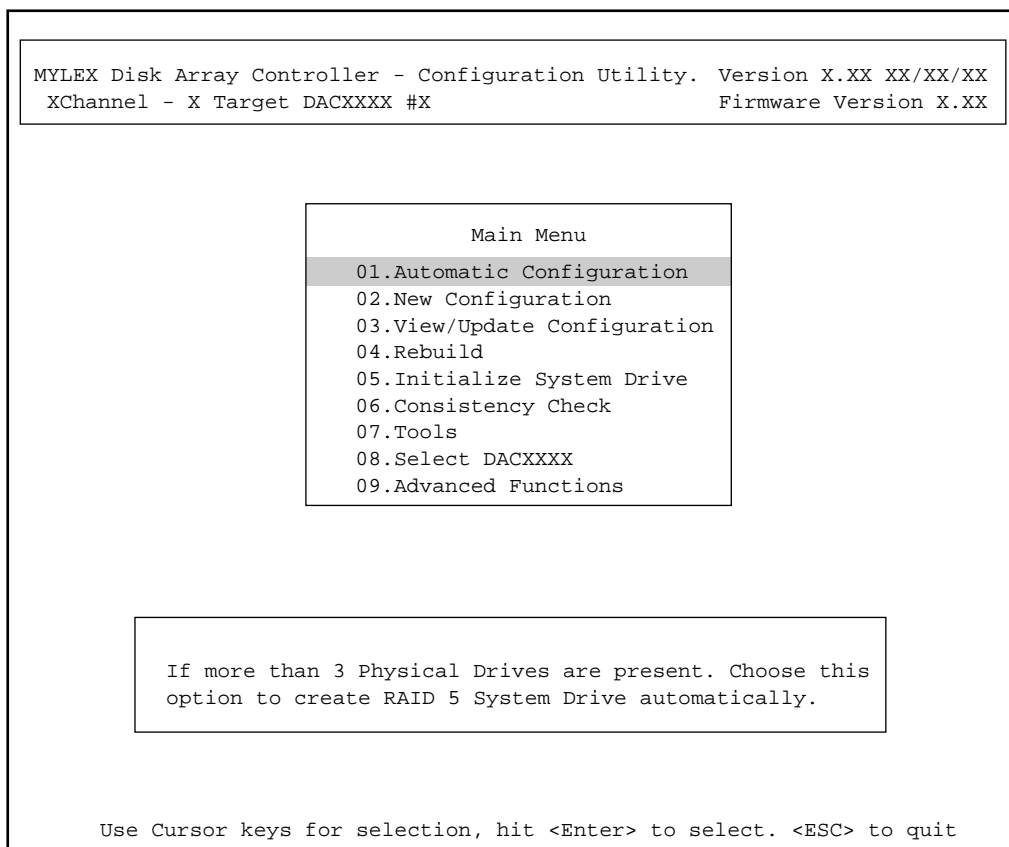 MYLEX Disk Array Controller - Configuration Utility. Version X.XX XX/XX/XX
XChannel - X Target DACXXXX #X Firmware Version X.XX
Main Menu
01.Automatic Configuration
02.New Configuration
03.View/Update Configuration
04.Rebuild
05.Initialize System Drive
06.Consistency Check
07.Tools
08.Select DACXXXX
09.Advanced Functions
If more than 3 Physical Drives are present. Choose this
option to create RAID 5 System Drive automatically.
Use Cursor keys for selection, hit <Enter> to select. <ESC> to quit